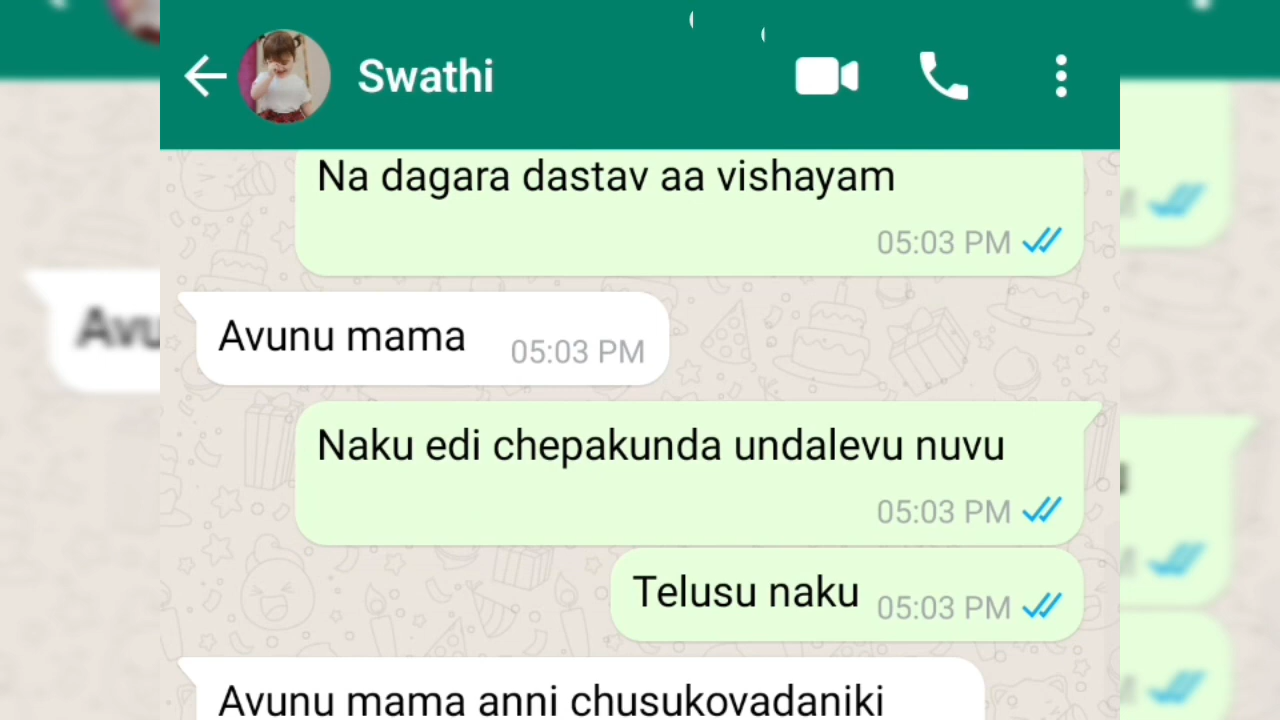 Swathi
Na dagara dastav aa vishayam
05:03 PM
Avunu mama
05:03 PM
Naku edi chepakunda undalevu nuvu
05:03 PM
Telusu naku
05:03 PM
Avunu mama anni chusukovadaniki
Avu